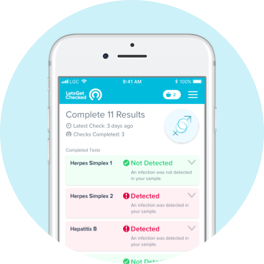 LGC
9:41 AM
100%
LetsGet
Checked
2
Complete 11 Results
Latest Check: 3 days ago
Checks Completed: 3
Completed Tests
Herpes Simplex 1
Not Detected
An infection was not detected
in your sample.
Herpes Simplex 2
Detected
An infection was detected in
your sample.
Hepatitis B
Detected
An infection was detected in
your sample.
Not Detected